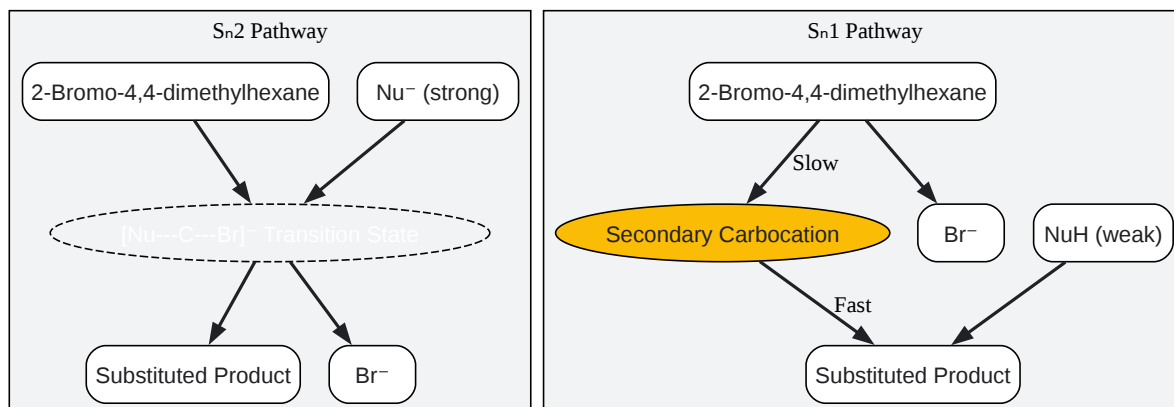 Sₙ2 Pathway
2-Bromo-4,4-dimethylhexane
Nu⁻ (strong)
[Nu---C---Br]⁻ Transition State
Substituted Product
Br⁻
Sₙ1 Pathway
2-Bromo-4,4-dimethylhexane
Slow
Secondary Carbocation
Br⁻
NuH (weak)
Fast
Substituted Product